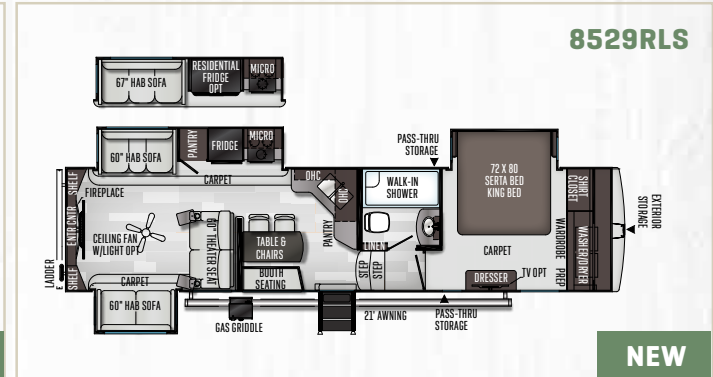 8529RLS
67" HAB SOFA
RESIDENTIAL
FRIDGE
OPT
MICRO
60" HAB SOFA
PANTRY
FRIDGE
MICRO
PASS-THRU
STORAGE
SHELF
FIREPLACE
CARPET
OHC
OHC
WALK-IN
SHOWER
72 X 80
SERTA BED
KING BED
SHIRT
CLOSET
EXTERIOR
STORAGE
ENTR CNTR
CEILING FAN
W/LIGHT OPT
60" THEATER SEAT
TABLE &
CHAIRS
PANTRY
LINEN
STEP
STEP
CARPET
WARDROBE
WASHER/DRYER
PREP
LADDER
SHELF
CARPET
BOOTH
SEATING
DRESSER
TV OPT
60" HAB SOFA
GAS GRIDDLE
21' AWNING
PASS-THRU
STORAGE
NEW